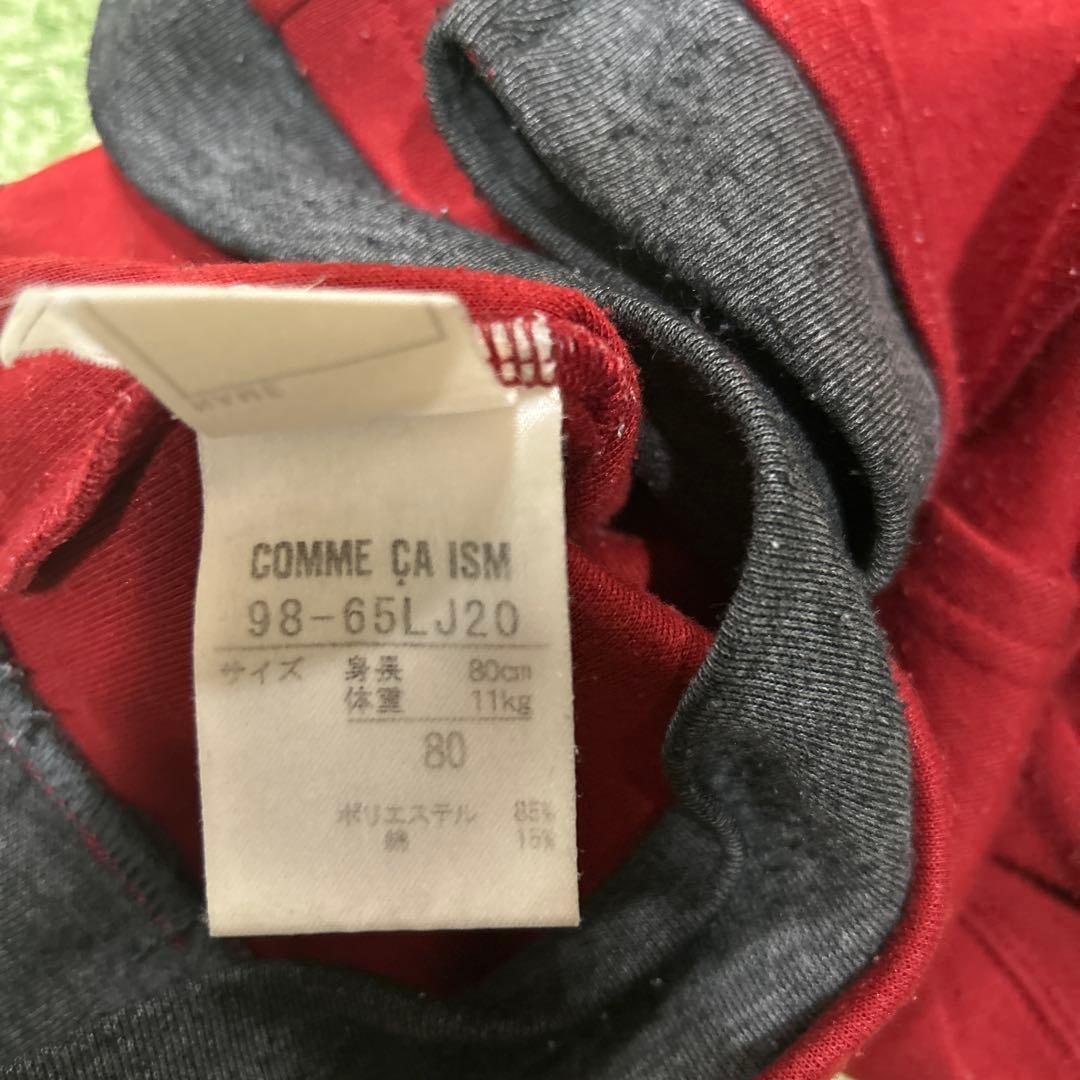 NAME
COMME ÇA ISM
98-65LJ20
サイズ 身長 80cm
体重 11kg
80
ポリエステル 85%
綿 15%